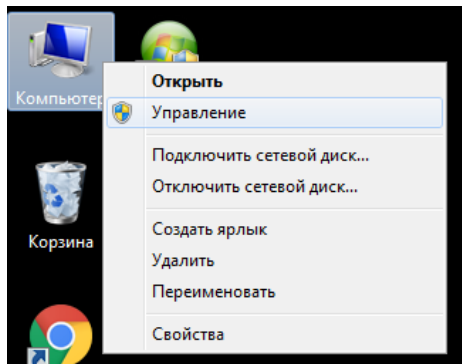 Компьютер
Открыть
Управление
Подключить сетевой диск...
Отключить сетевой диск...
Корзина
Создать ярлык
Удалить
Переименовать
Свойства